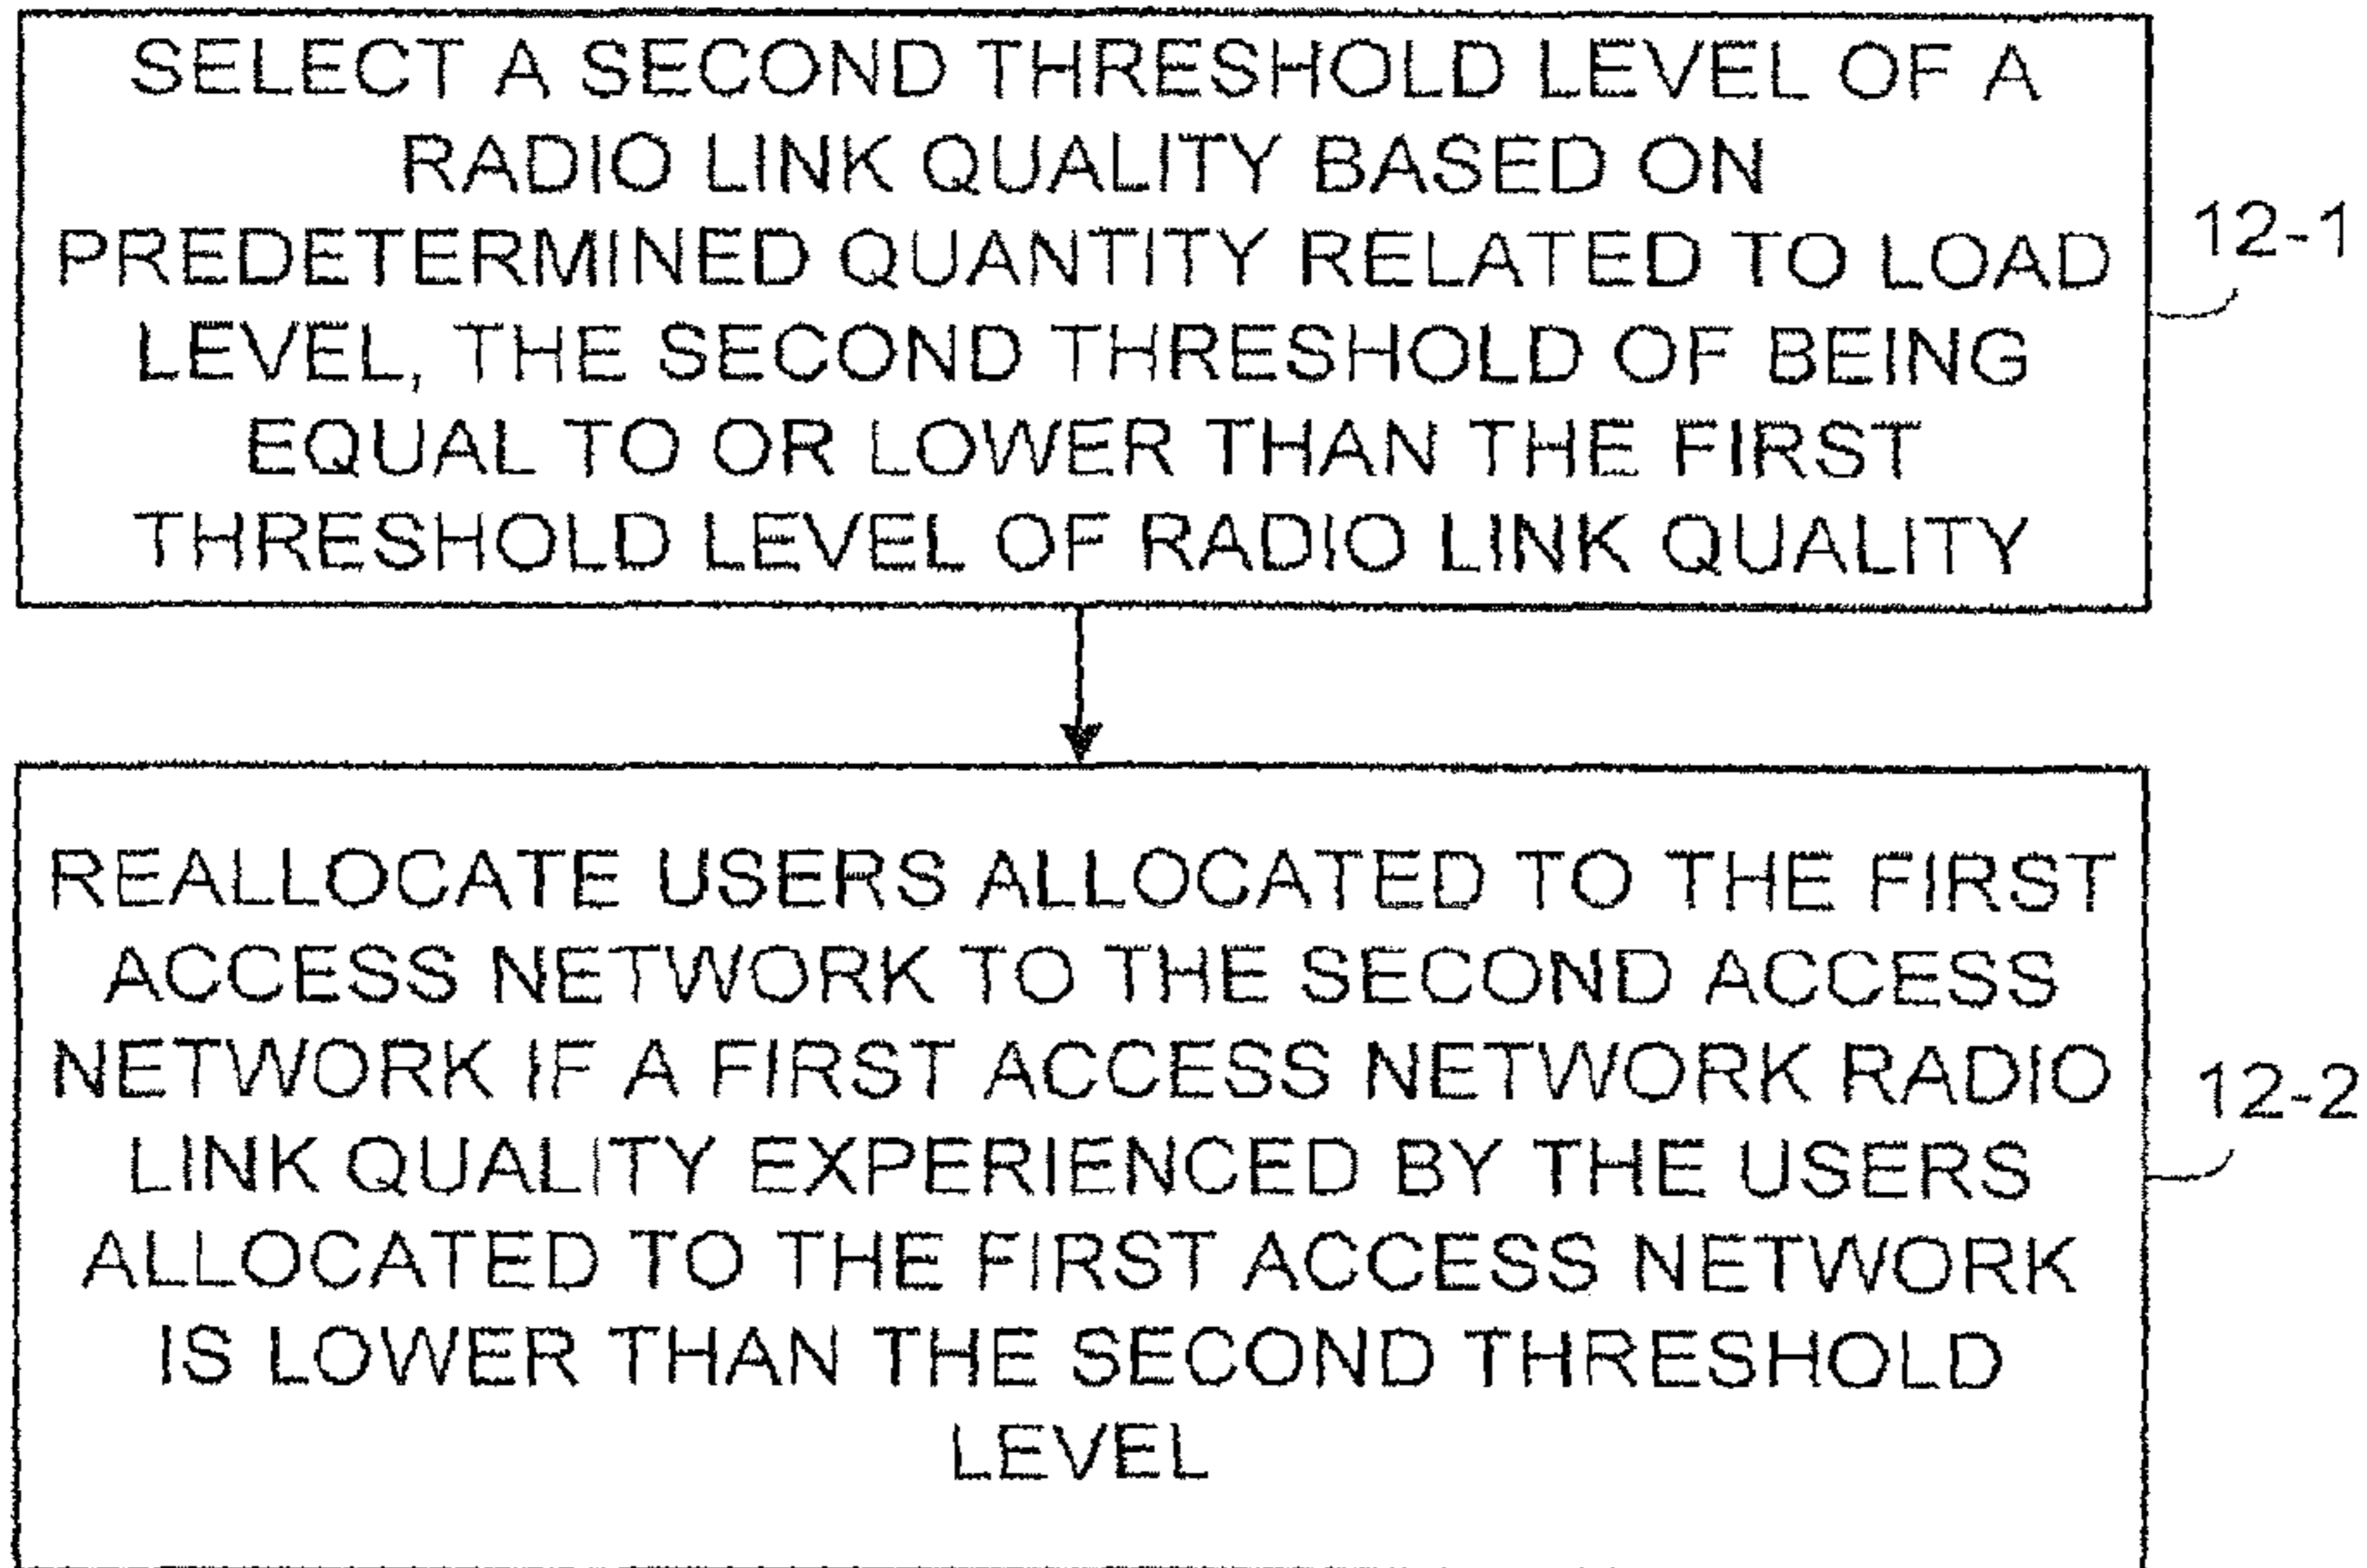 SELECT A SECOND THRESHOLD LEVEL OF A
RADIO LINK QUALITY BASED ON
PREDETERMINED QUANTITY RELATED TO LOAD
LEVEL, THE SECOND THRESHOLD OF BEING
EQUAL TO OR LOWER THAN THE FIRST
THRESHOLD LEVEL OF RADIO LINK QUALITY
12-1
REALLOCATE USERS ALLOCATED TO THE FIRST
ACCESS NETWORK TO THE SECOND ACCESS
NETWORK IF A FIRST ACCESS NETWORK RADIO
LINK QUALITY EXPERIENCED BY THE USERS
ALLOCATED TO THE FIRST ACCESS NETWORK
IS LOWER THAN THE SECOND THRESHOLD
LEVEL
12-2